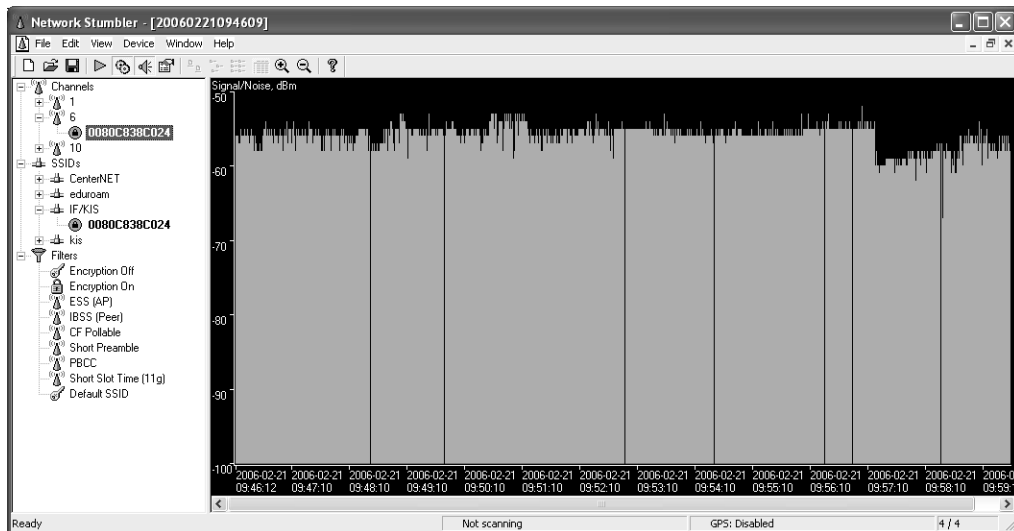 Network Stumbler - [20060221094609]
File Edit View Device Window Help
Channels
1
6
0080C838C024
10
SSIDs
CenterNET
eduroam
IF/KIS
0080C838C024
kis
Filters
Encryption Off
Encryption On
ESS (AP)
IBSS (Peer)
CF Pollable
Short Preamble
PBCC
Short Slot Time (11g)
Default SSID
Signal/Noise, dBm
-50
-60
-70
-80
-90
-100
2006-02-21 2006-02-21 2006-02-21 2006-02-21 2006-02-21 2006-02-21 2006-02-21 2006-02-21 2006-02-21 2006-02-21 2006-02-21 2006-02-21 2006-02-21 2006-0
09:46:12 09:47:10 09:48:10 09:49:10 09:50:10 09:51:10 09:52:10 09:53:10 09:54:10 09:55:10 09:56:10 09:57:10 09:58:10 09:59:
Ready Not scanning GPS: Disabled 4 / 4